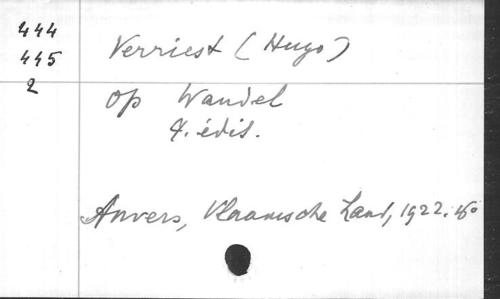 444
445
2
Verriest (Hugo)
Op Wandel
4. édit.
Anvers, Vlaamsche Land, 1922.